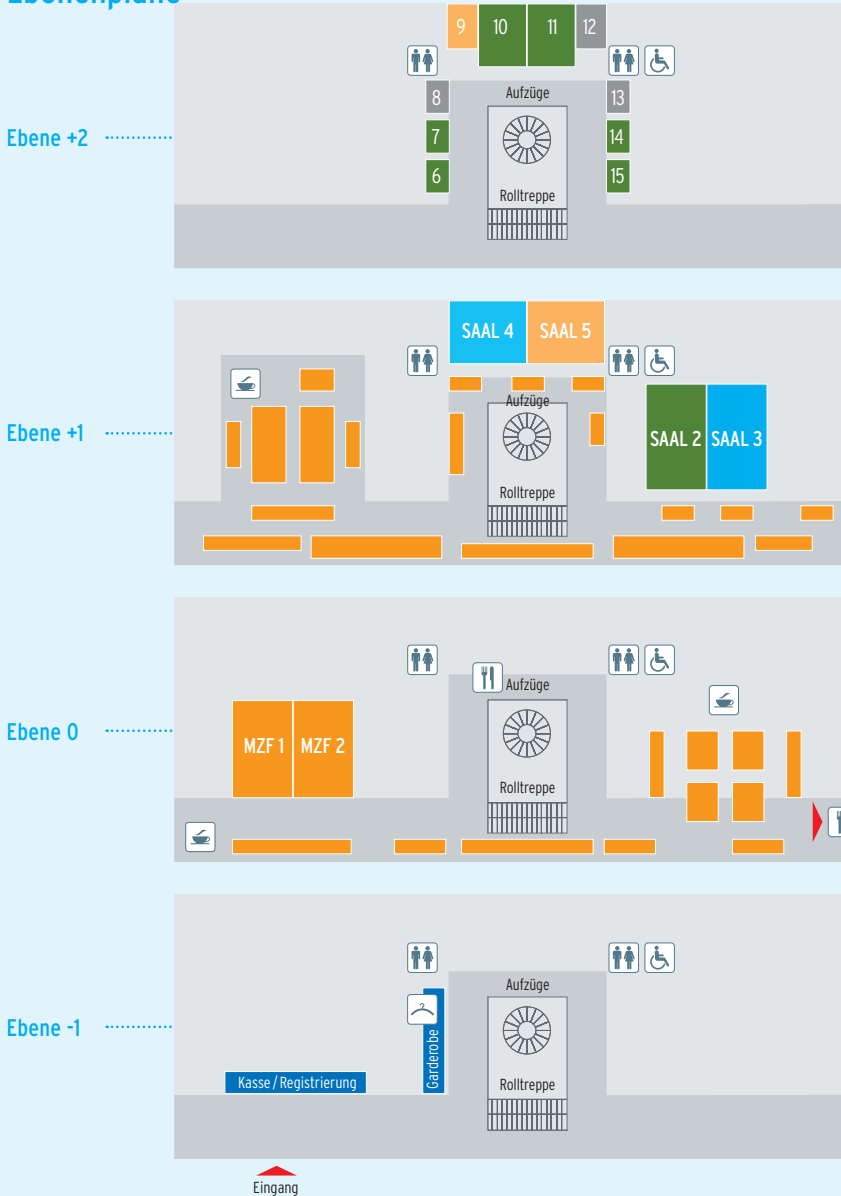 Ebenenpläne
9 10 11 12
8 Aufzüge 13
Ebene +2 7 14
6 Rolltreppe 15
SAAL 4 SAAL 5
Aufzüge
Ebene +1 SAAL 2 SAAL 3
Rolltreppe
Aufzüge
Ebene 0 MZF 1 MZF 2
Rolltreppe
Aufzüge
Ebene -1
Garderobe
Kasse / Registrierung Rolltreppe
Eingang